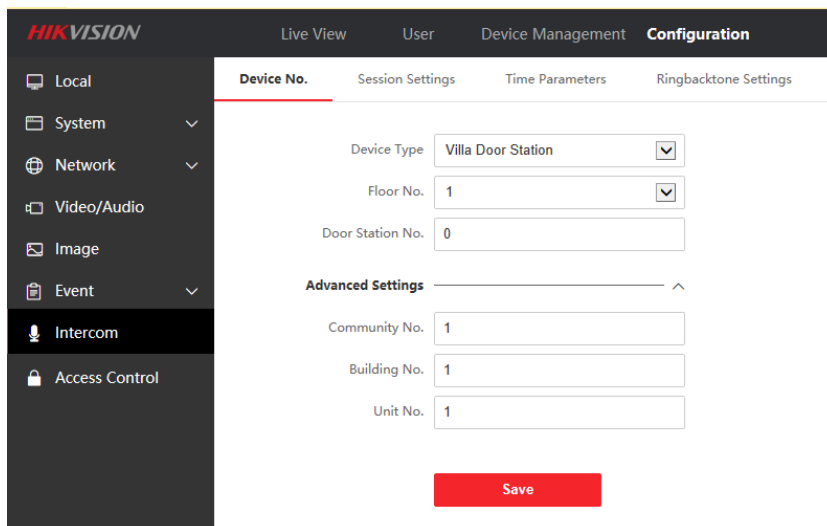 HIKVISION Live View User Device Management Configuration
Local
System
Network
Video/Audio
Image
Event
Intercom
Access Control
Device No. Session Settings Time Parameters Ringbacktone Settings
Device Type Villa Door Station
Floor No. 1
Door Station No. 0
Advanced Settings
Community No. 1
Building No. 1
Unit No. 1
Save